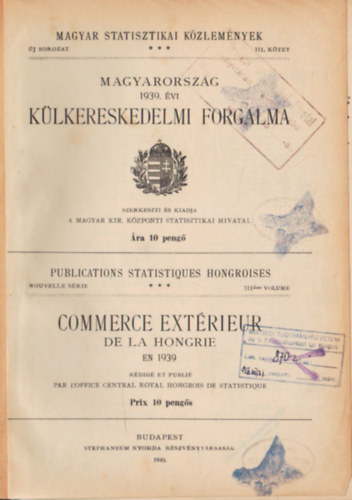 MAGYAR STATISZTIKAI KÖZLEMÉNYEK
ÚJ SOROZAT * * * 111. KÖTET
MAGYARORSZÁG
1939. ÉVI
KÜLKERESKEDELMI FORGALMA
SZERKESZTI ÉS KIADJA
A MAGYAR KIR. KÖZPONTI STATISZTIKAI HIVATAL
Ára 10 pengő
PUBLICATIONS STATISTIQUES HONGROISES
NOUVELLE SÉRIE * * * 111ème VOLUME
COMMERCE EXTÉRIEUR
DE LA HONGRIE
EN 1939
RÉDIGÉ ET PUBLIÉ
PAR L'OFFICE CENTRAL ROYAL HONGROIS DE STATISTIQUE
Prix 10 pengős
BUDAPEST
STEPHANEUM NYOMDA RÉSZVÉNYTÁRSASÁG
1940.